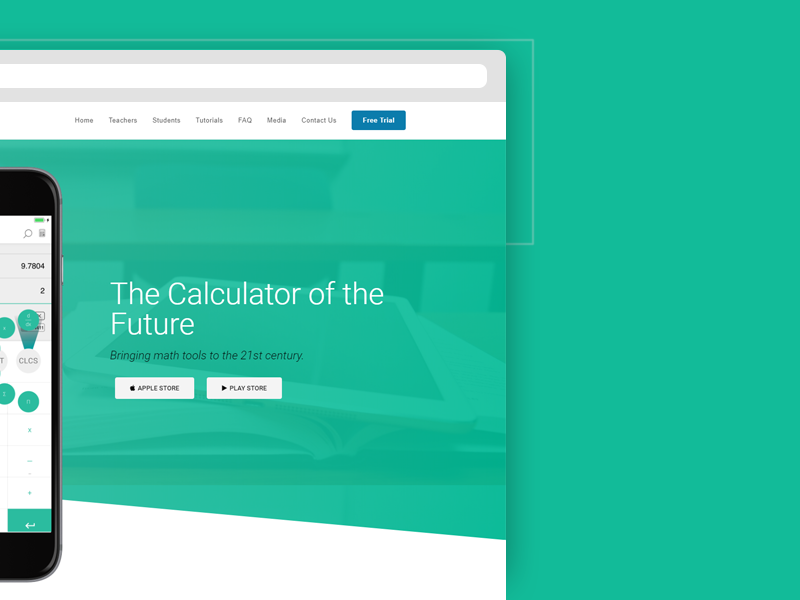 Home Teachers Students Tutorials FAQ Media Contact Us Free Trial
9.7804
2
CLCS
The Calculator of the
Future
Bringing math tools to the 21st century.
APPLE STORE PLAY STORE
x
+